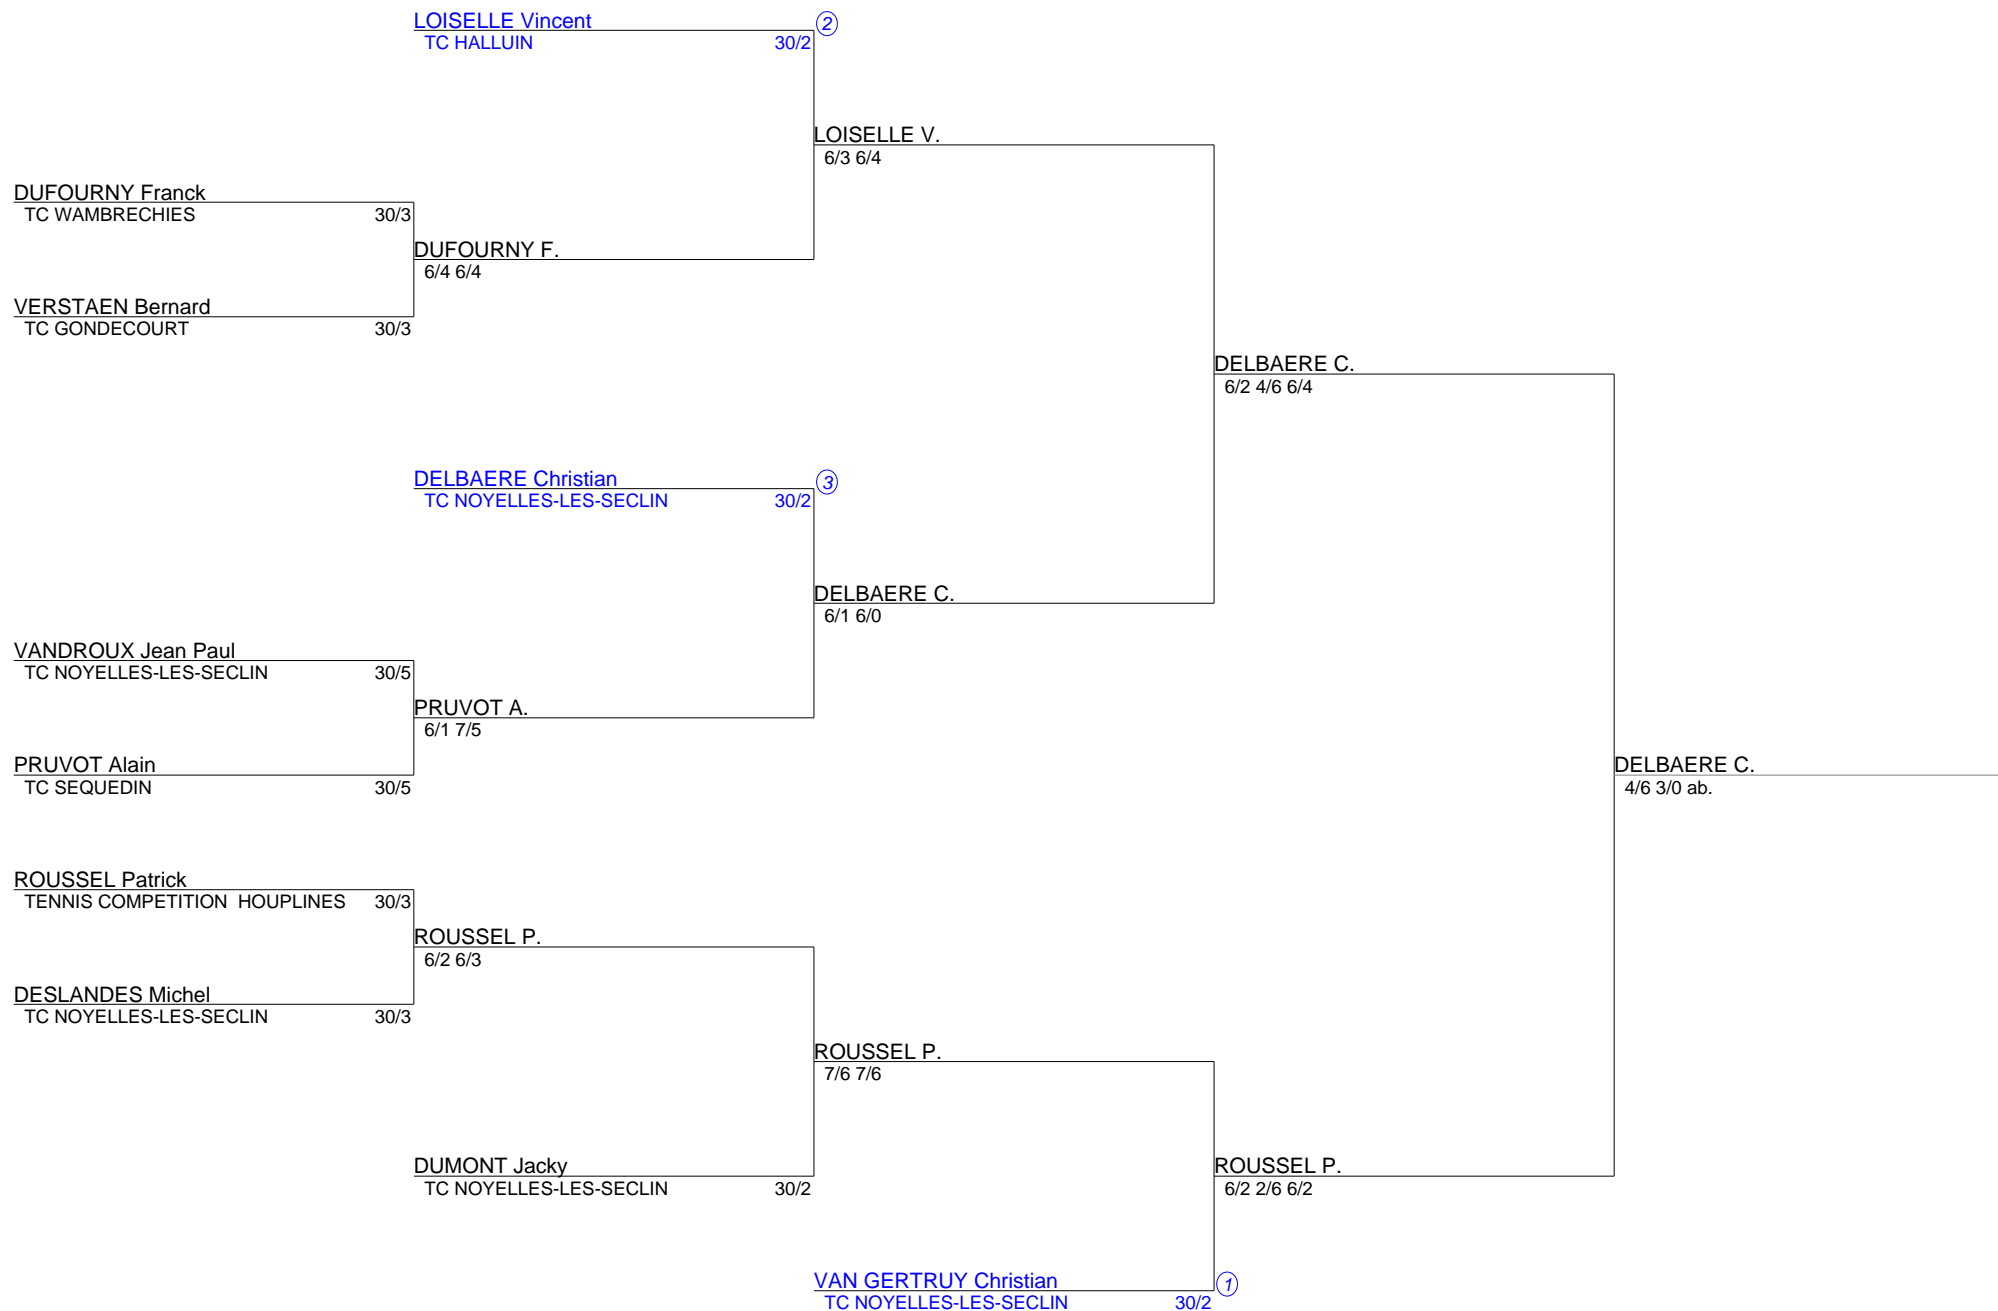 LOISELLE Vincent
2
TC HALLUIN 30/2
LOISELLE V.
6/3 6/4
DUFOURNY Franck
TC WAMBRECHIES 30/3
DUFOURNY F.
6/4 6/4
VERSTAEN Bernard
TC GONDECOURT 30/3
DELBAERE C.
6/2 4/6 6/4
DELBAERE Christian
3
TC NOYELLES-LES-SECLIN 30/2
DELBAERE C.
6/1 6/0
VANDROUX Jean Paul
TC NOYELLES-LES-SECLIN 30/5
PRUVOT A.
6/1 7/5
PRUVOT Alain
TC SEQUEDIN 30/5
DELBAERE C.
4/6 3/0 ab.
ROUSSEL Patrick
TENNIS COMPETITION HOUPLINES 30/3
ROUSSEL P.
6/2 6/3
DESLANDES Michel
TC NOYELLES-LES-SECLIN 30/3
ROUSSEL P.
7/6 7/6
DUMONT Jacky
TC NOYELLES-LES-SECLIN 30/2
ROUSSEL P.
6/2 2/6 6/2
VAN GERTRUY Christian
1
TC NOYELLES-LES-SECLIN 30/2